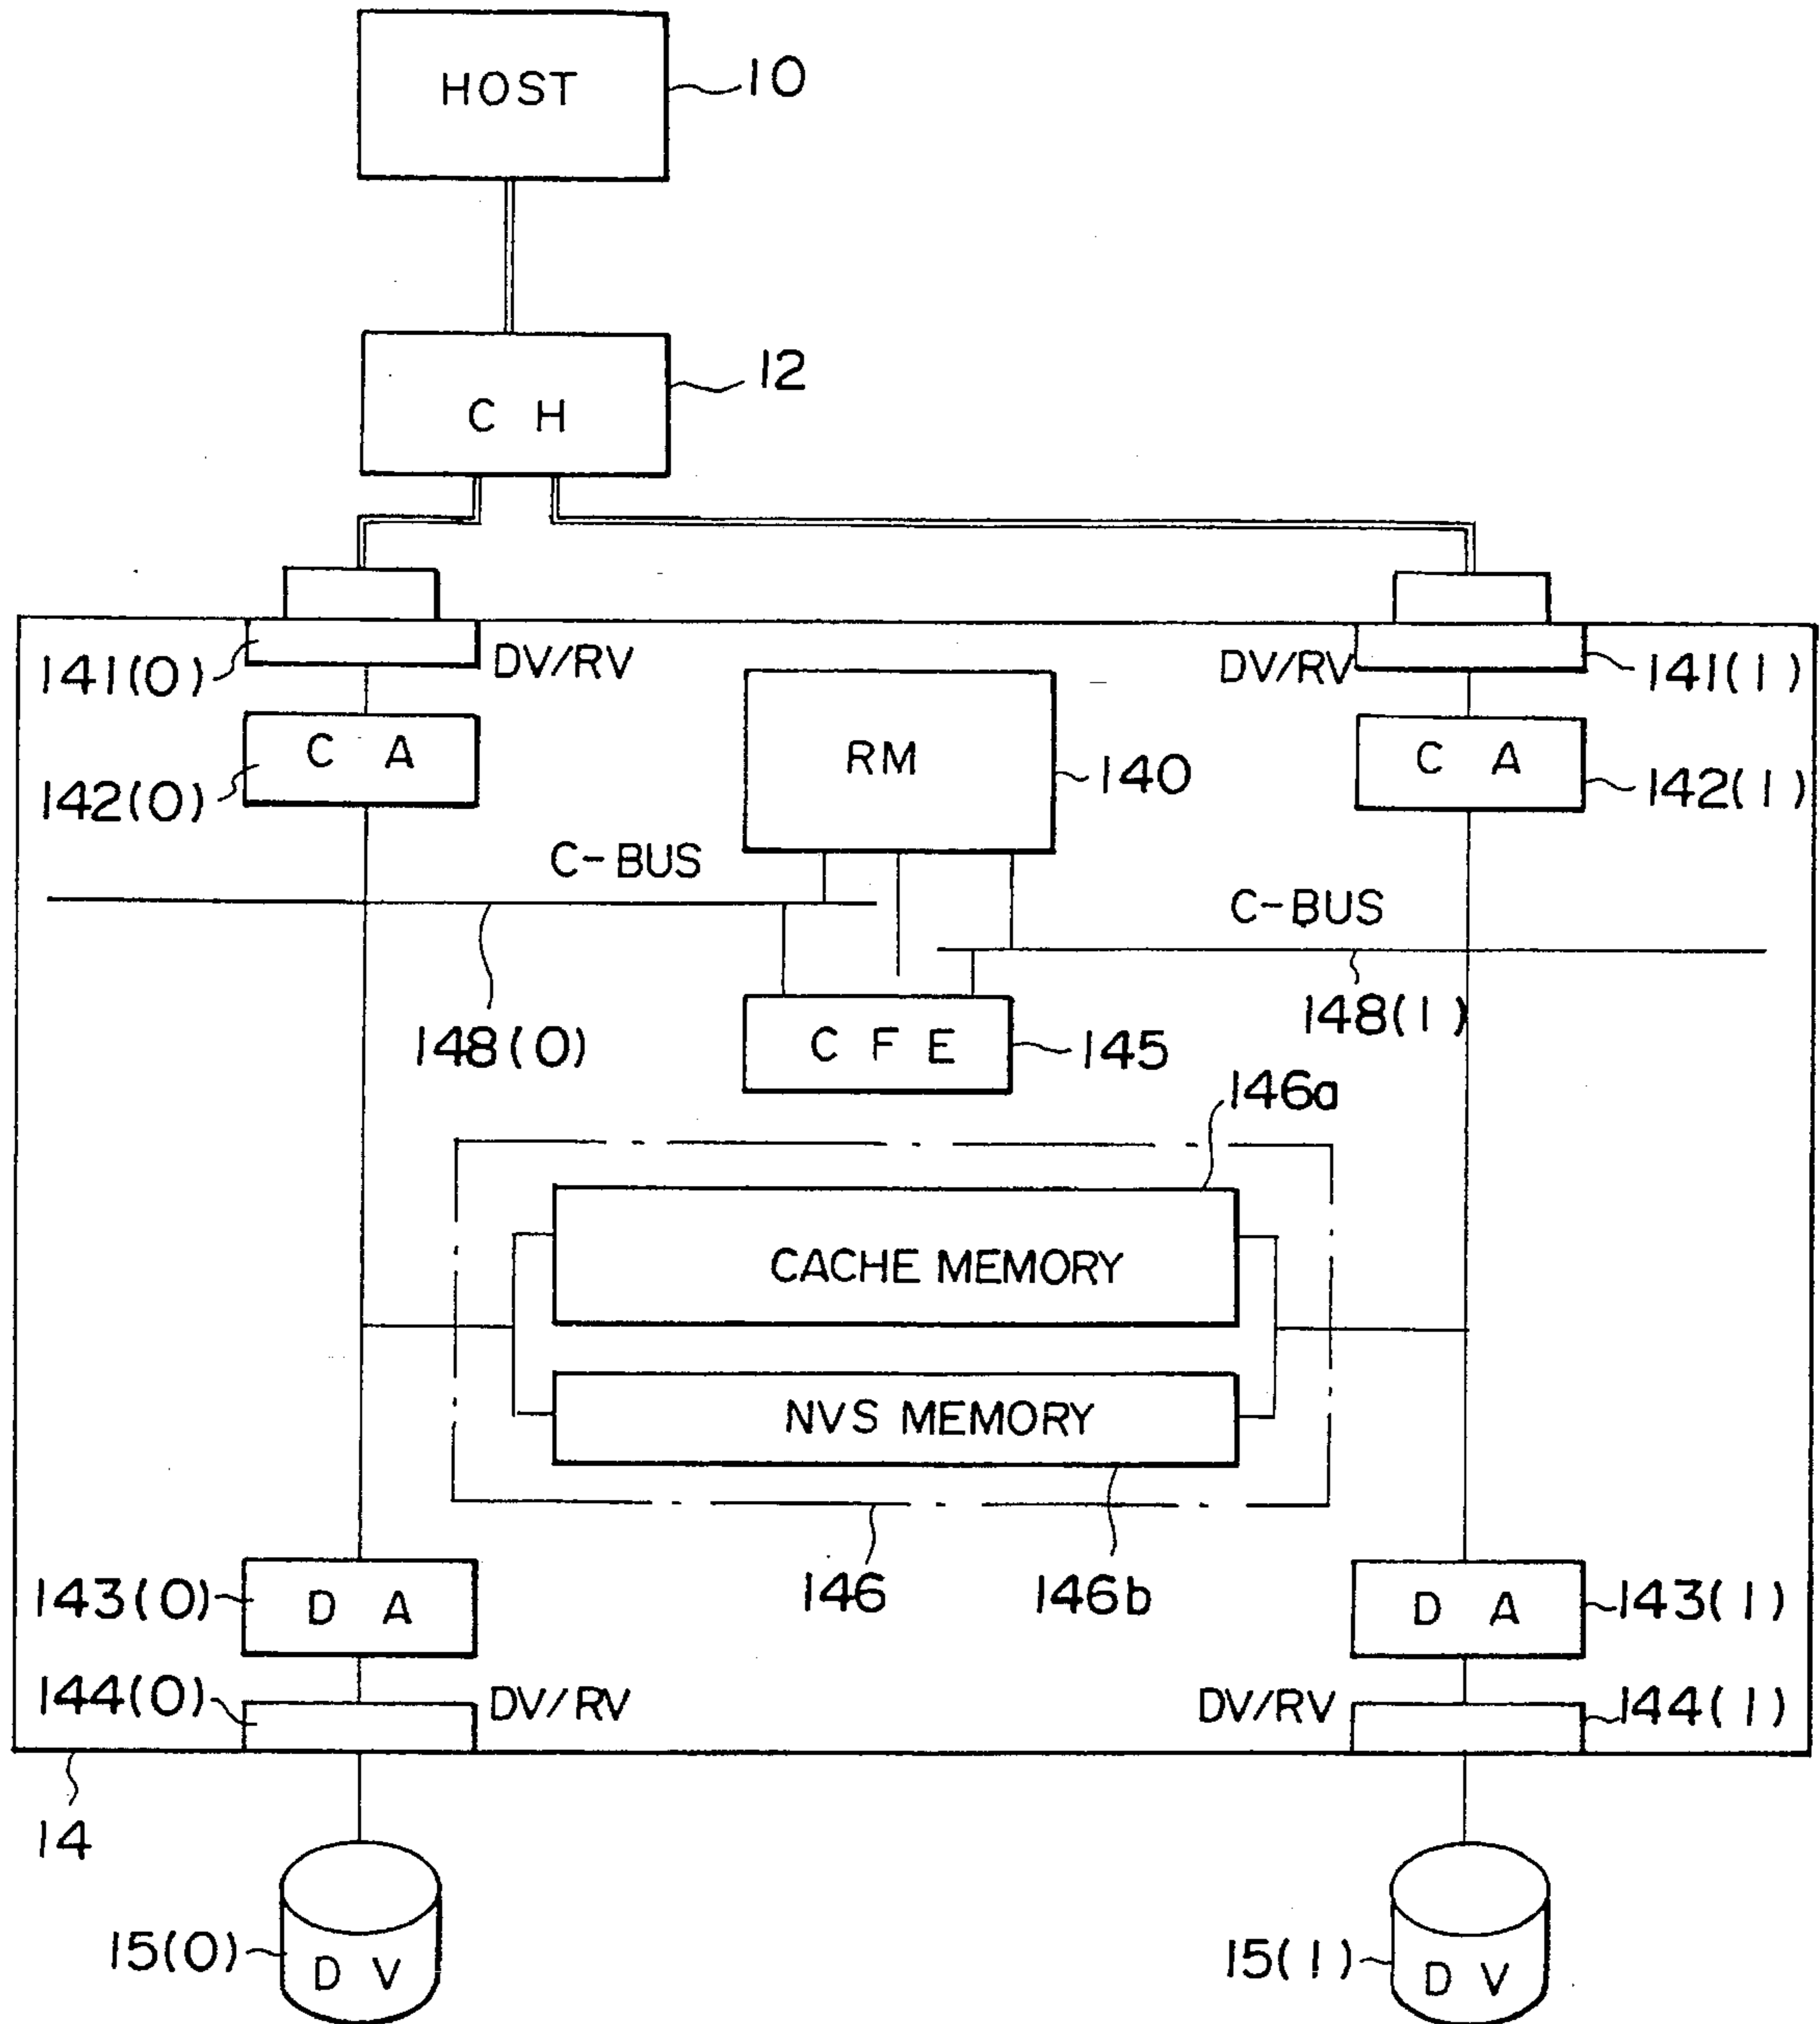 HOST
10
C H
12
141(0)
DV/RV
DV/RV
141(1)
C A
142(0)
RM
140
C A
142(1)
C-BUS
C-BUS
148(0)
148(1)
C F E
145
146a
CACHE MEMORY
NVS MEMORY
146
146b
143(0)
D A
D A
143(1)
144(0)
DV/RV
DV/RV
144(1)
14
15(0)
D V
15(1)
D V